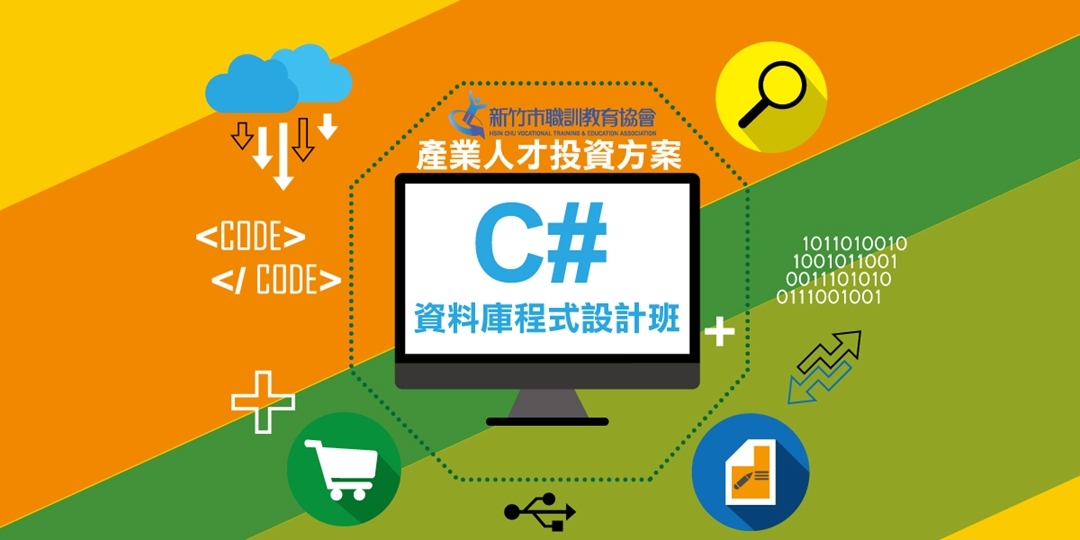 新竹市職訓教育協會
HSIN CHU VOCATIONAL TRAINING & EDUCATION ASSOCIATION
產業人才投資方案
C#
資料庫程式設計班
<CODE>
</ CODE>
1011010010
1001011001
0011101010
0111001001